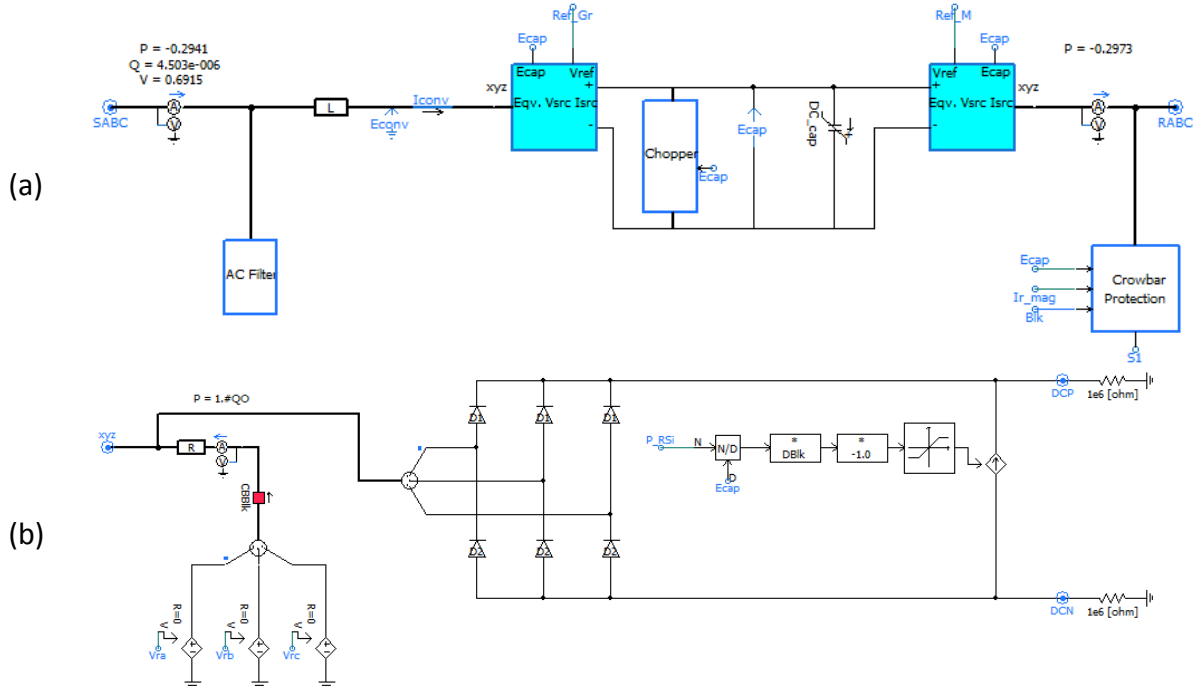 Ref_Gr
Ref_M
P = -0.2941
Q = 4.503e-006
V = 0.6915
Ecap
Ecap
P = -0.2973
xyz
Ecap
Vref
+
Eqv. Vsrc Isrc
-
Vref
Ecap
+
Eqv. Vsrc Isrc
-
xyz
A
V
SABC
L
Iconv
Econv
Chopper
Ecap
Ecap
DC_cap
A
V
RABC
(a)
AC Filter
Ecap
Ir_mag
Blk
Crowbar
Protection
S1
P = 1.#QO
xyz
R
A
V
CBBlk
D1
D1
D1
D2
D2
D2
P_RSi
N
N/D
D
Ecap
*
DBlk
*
-1.0
DCP
1e6 [ohm]
DCN
1e6 [ohm]
(b)
R=0
V
Vra
R=0
V
Vrb
R=0
V
Vrc